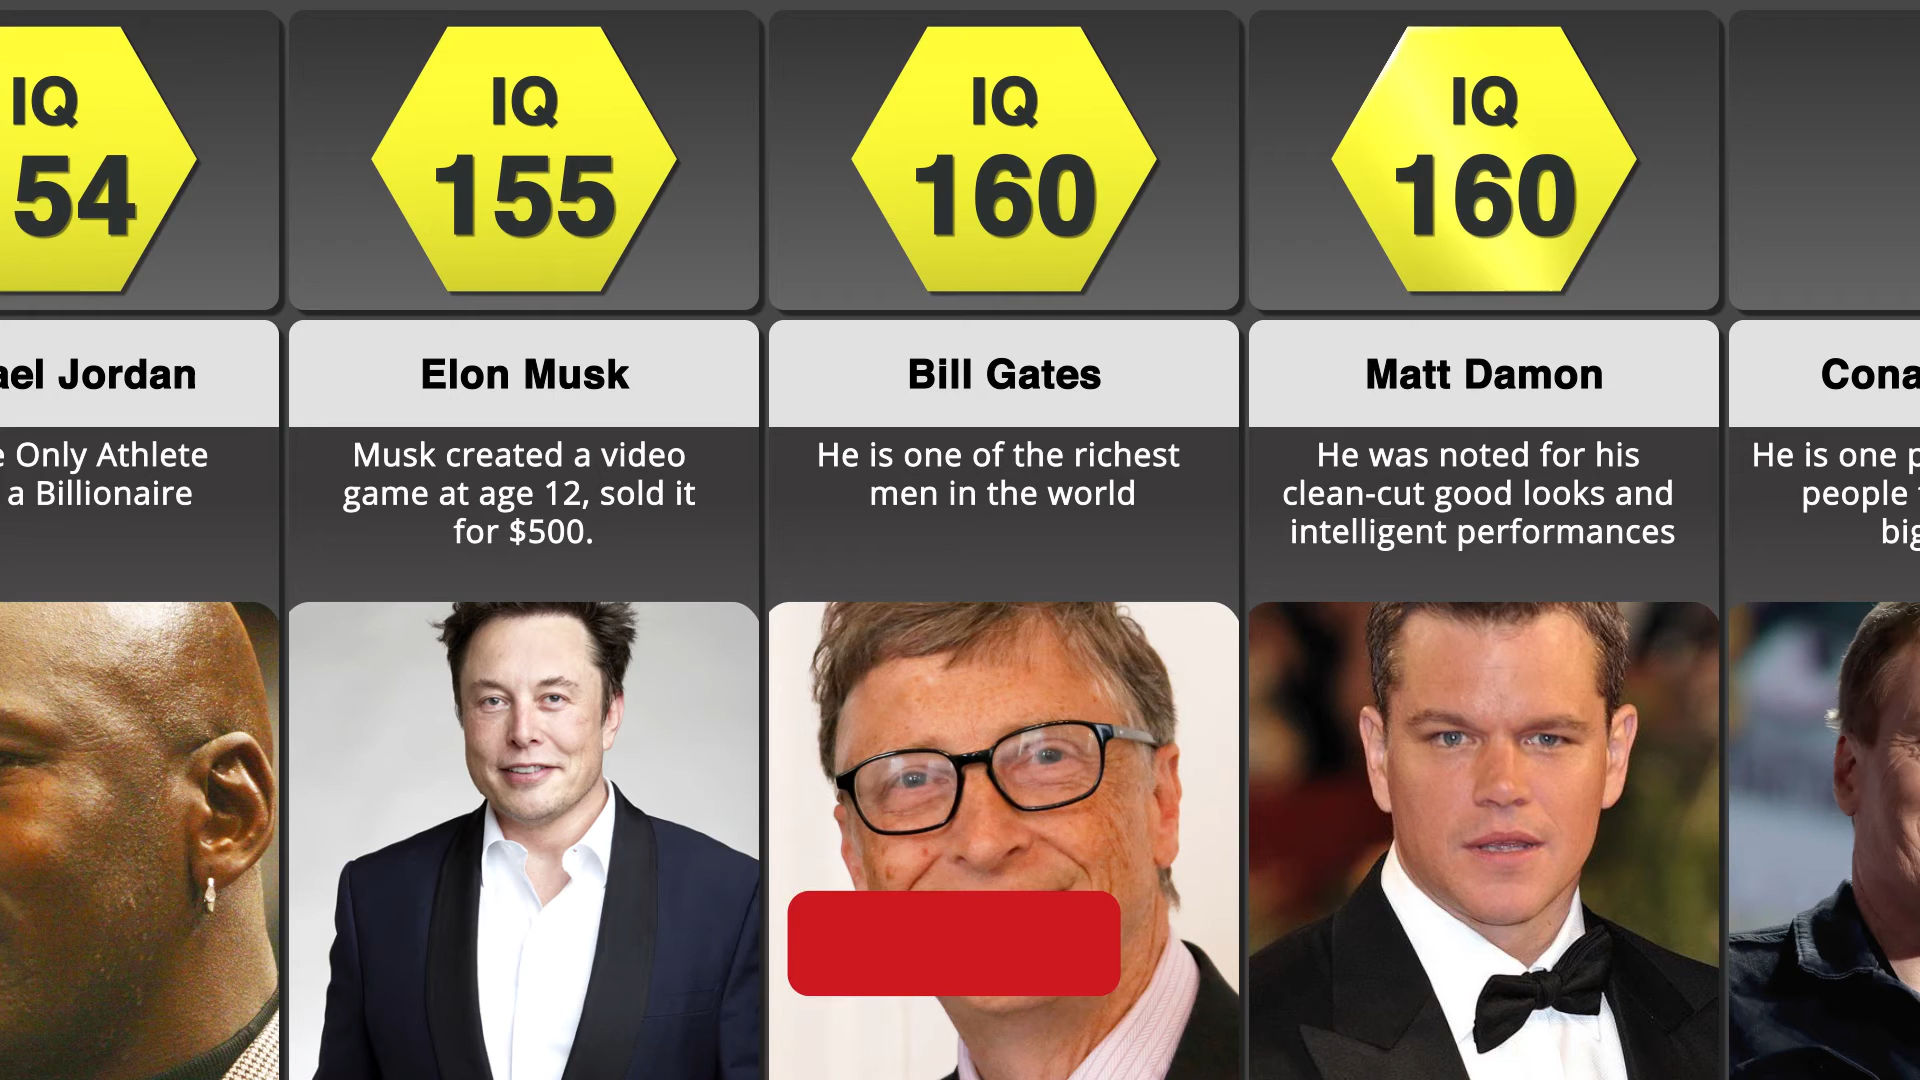 IQ
54
ael Jordan
e Only Athlete
a Billionaire
IQ
155
Elon Musk
Musk created a video
game at age 12, sold it
for $500.
IQ
160
Bill Gates
He is one of the richest
men in the world
IQ
160
Matt Damon
He was noted for his
clean-cut good looks and
intelligent performances
Cona
He is one p
people
big